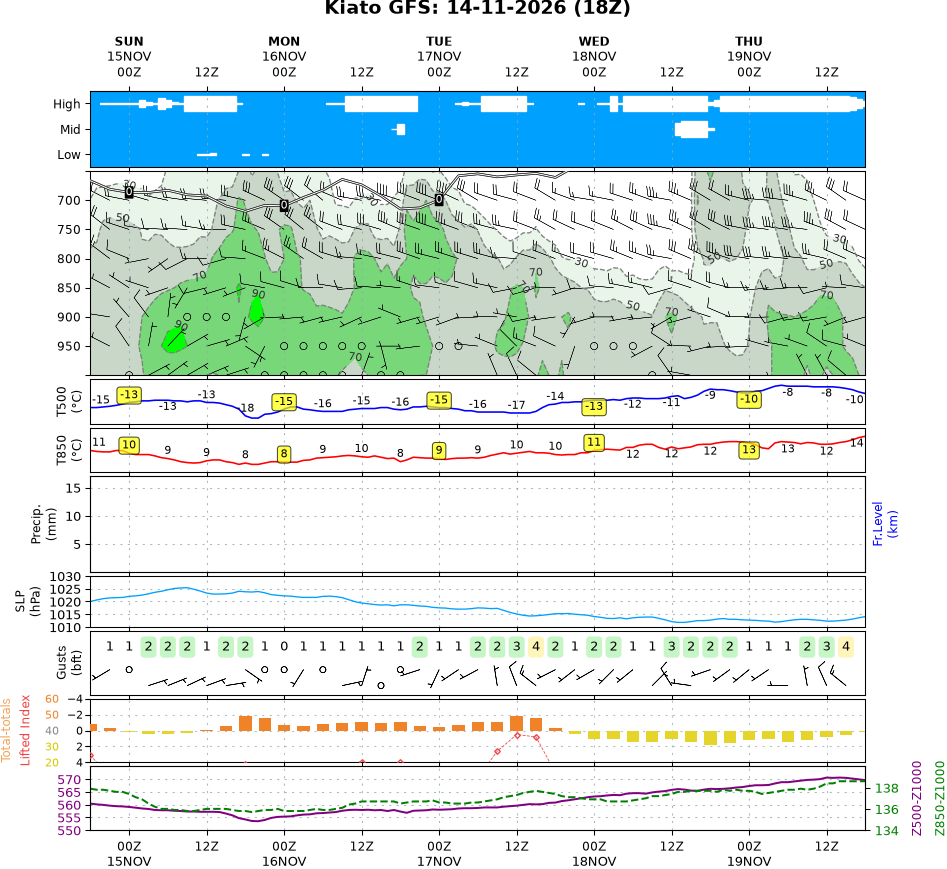 Kiato GFS: 14-11-2026 (18Z)
SUN MON TUE WED THU
15NOV 16NOV 17NOV 18NOV 19NOV
00Z 12Z 00Z 12Z 00Z 12Z 00Z 12Z 00Z 12Z
High
Mid
Low
700
750
800
850
900
950
0 0 0
50 70 90 90 70 30 50 70 70 70 50 30 50 70
T500
(°C)
-15 -13 -13 -13 -18 -15 -16 -15 -16 -15 -16 -17 -14 -13 -12 -11 -9 -10 -8 -8 -10
T850
(°C)
11 10 9 9 8 8 9 10 8 9 9 10 10 11 12 12 12 13 13 12 14
Precip.
(mm)
15
10
5
Fr.Level
(km)
SLP
(hPa)
1030
1025
1020
1015
1010
Gusts
(bft)
1 1 2 2 2 1 2 2 1 0 1 1 1 1 1 1 2 1 1 2 2 3 4 2 1 2 2 1 1 3 2 2 2 1 1 1 2 3 4
Total-totals
Lifted Index
60 −4
50 −2
40 0
30 2
20 4
570
565
560
555
550
138
136
134
Z500-Z1000
Z850-Z1000
00Z 12Z 00Z 12Z 00Z 12Z 00Z 12Z 00Z 12Z
15NOV 16NOV 17NOV 18NOV 19NOV